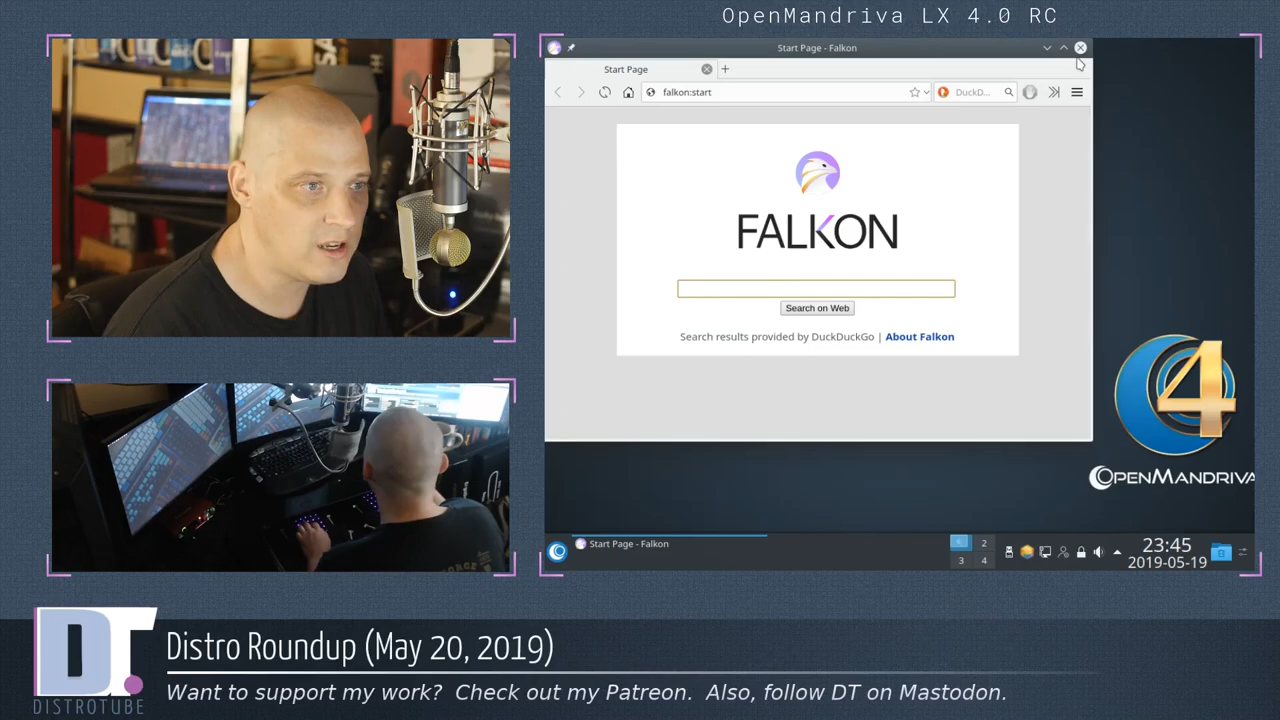 OpenMandriva LX 4.0 RC
Start Page - Falkon
Start Page
falkon:start
DuckD...
FALKON
Search on Web
Search results provided by DuckDuckGo | About Falkon
4
OPENMANDRIVA
Start Page - Falkon
2
3 4
23:45
2019-05-19
DT
DISTROTUBE
Distro Roundup (May 20, 2019)
Want to support my work? Check out my Patreon. Also, follow DT on Mastodon.